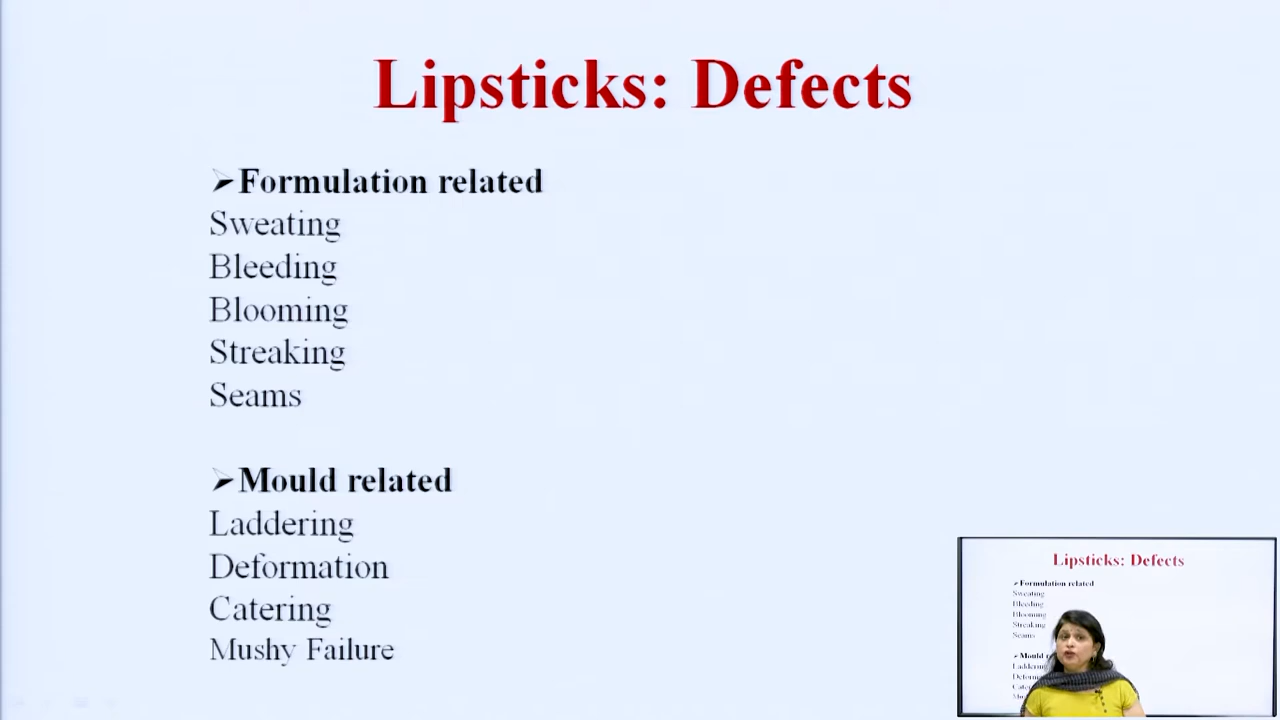 Lipsticks: Defects
➢Formulation related
Sweating
Bleeding
Blooming
Streaking
Seams
➢Mould related
Laddering
Deformation
Catering
Mushy Failure
Lipsticks: Defects
➢Formulation related
Sweating
Bleeding
Blooming
Streaking
Seams